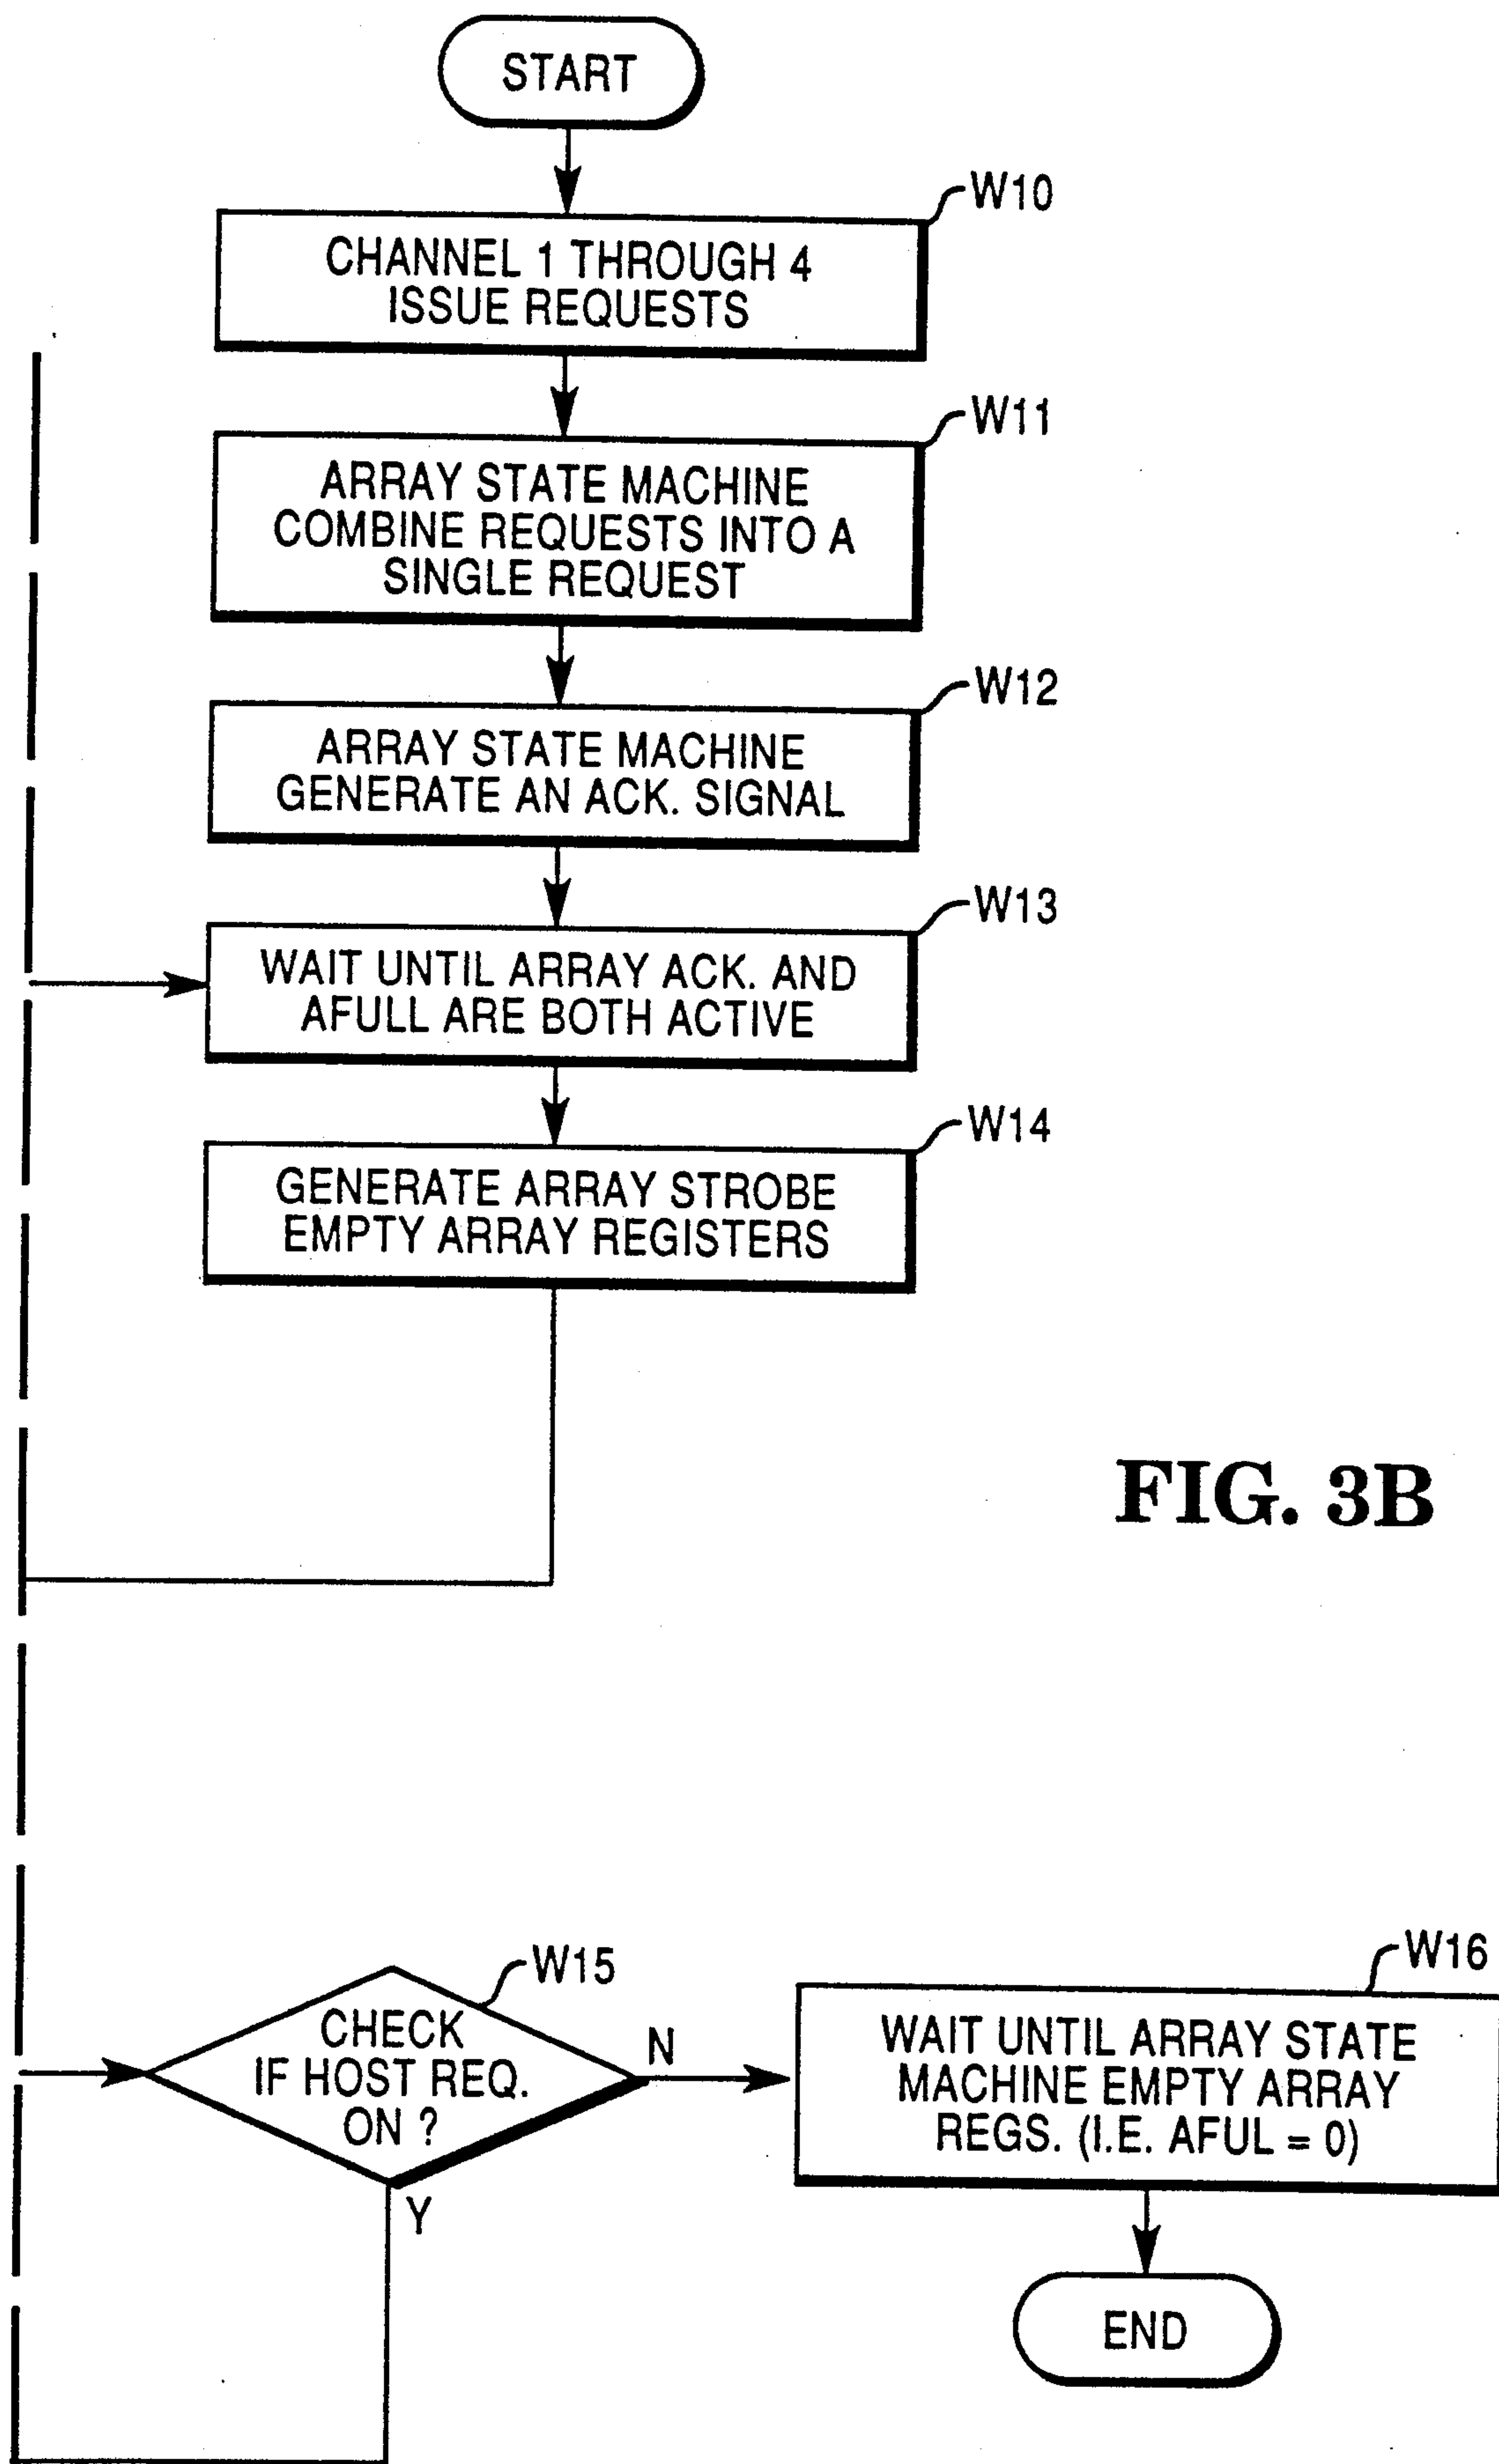 START
W10
CHANNEL 1 THROUGH 4
ISSUE REQUESTS
W11
ARRAY STATE MACHINE
COMBINE REQUESTS INTO A
SINGLE REQUEST
W12
ARRAY STATE MACHINE
GENERATE AN ACK. SIGNAL
W13
WAIT UNTIL ARRAY ACK. AND
AFULL ARE BOTH ACTIVE
W14
GENERATE ARRAY STROBE
EMPTY ARRAY REGISTERS
FIG. 3B
W15
CHECK
IF HOST REQ.
ON ?
N
Y
W16
WAIT UNTIL ARRAY STATE
MACHINE EMPTY ARRAY
REGS. (I.E. AFUL = 0)
END